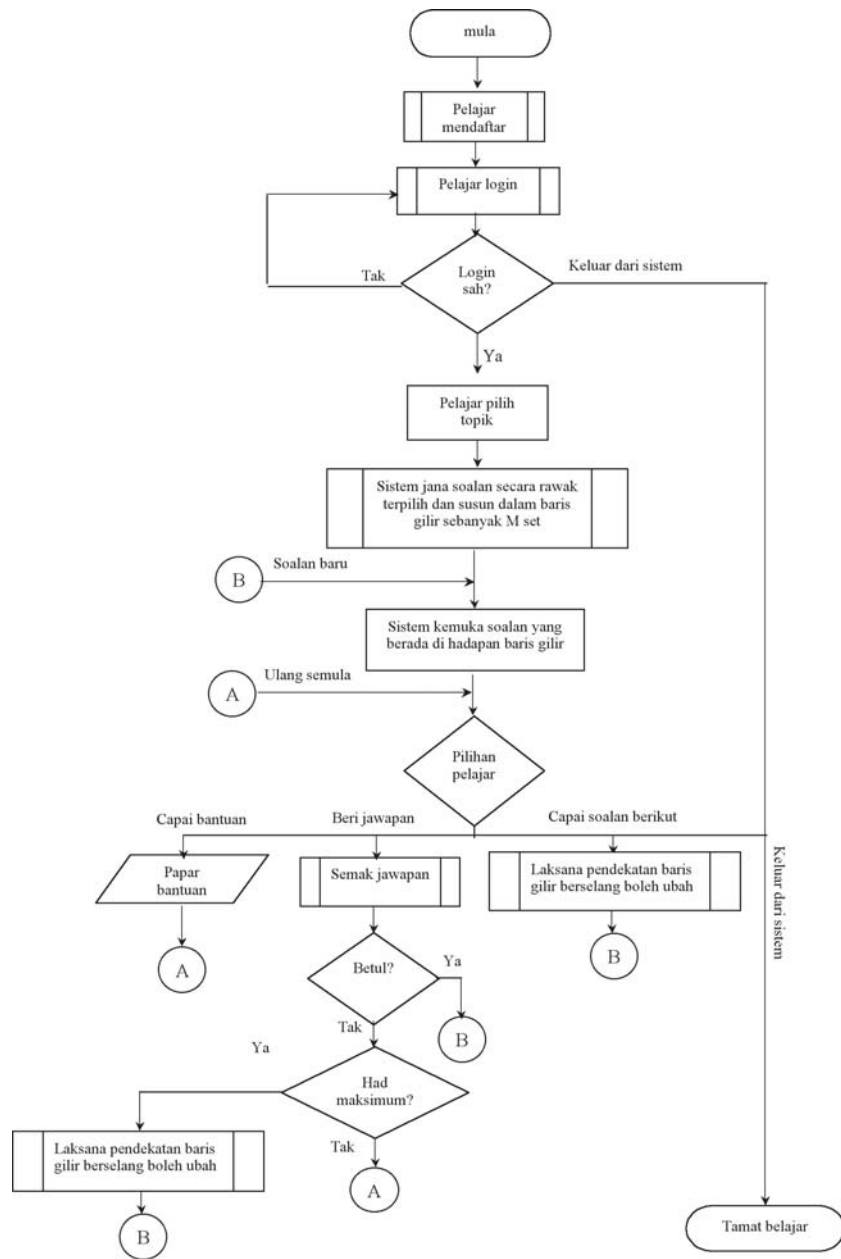 mula
Pelajar
mendaftar
Pelajar login
Login
sah?
Tak
Keluar dari sistem
Ya
Pelajar pilih
topik
Sistem jana soalan secara rawak
terpilih dan susun dalam baris
gilir sebanyak M set
B
Soalan baru
Sistem kemuka soalan yang
berada di hadapan baris gilir
A
Ulang semula
Pilihan
pelajar
Capai bantuan
Beri jawapan
Capai soalan berikut
Keluar dari sistem
Papar
bantuan
Semak jawapan
Laksana pendekatan baris
gilir berselang boleh ubah
A
B
Betul?
Ya
B
Tak
Ya
Had
maksimum?
Laksana pendekatan baris
gilir berselang boleh ubah
Tak
A
B
Tamat belajar